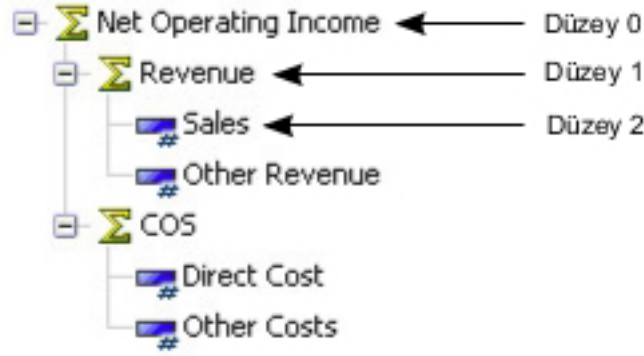 Net Operating Income Düzey 0
Revenue Düzey 1
Sales Düzey 2
Other Revenue
COS
Direct Cost
Other Costs